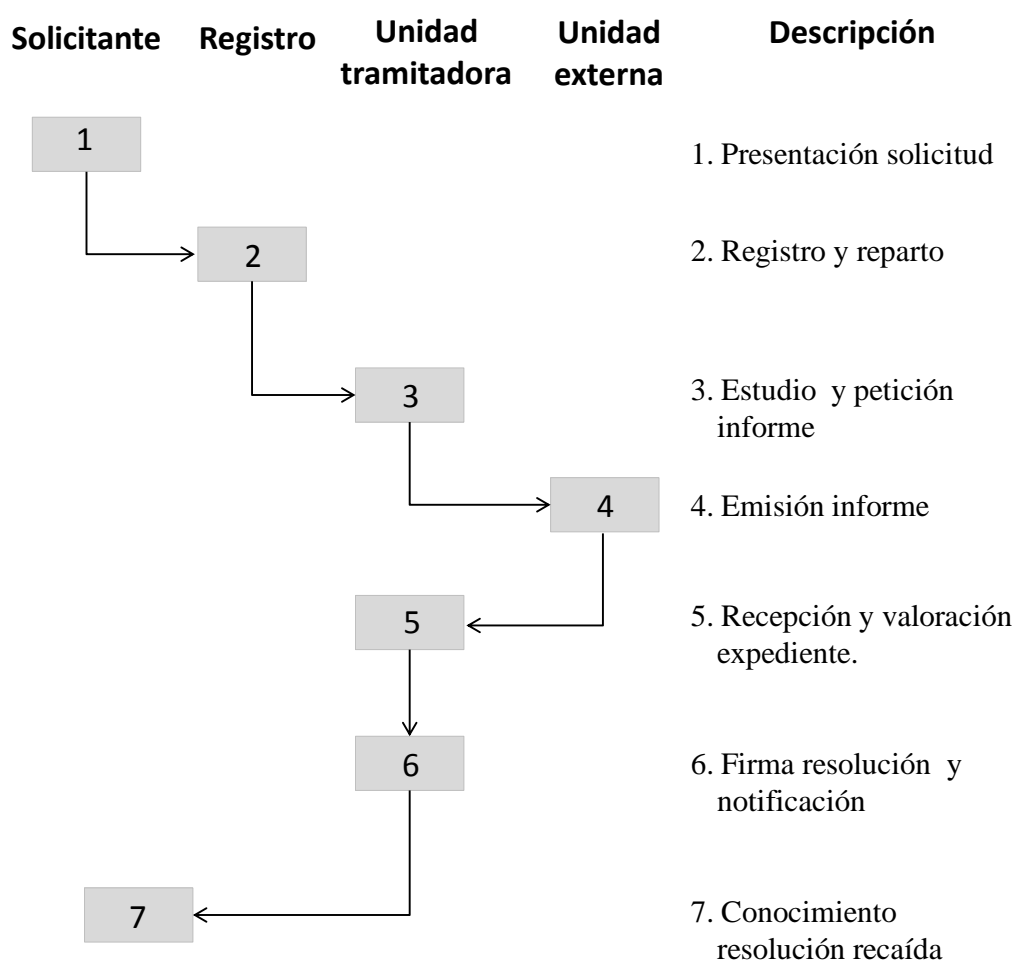 Solicitante Registro Unidad tramitadora Unidad externa Descripción
1
1. Presentación solicitud
2
2. Registro y reparto
3
3. Estudio y petición
informe
4
4. Emisión informe
5
5. Recepción y valoración
expediente.
6
6. Firma resolución y
notificación
7
7. Conocimiento
resolución recaída